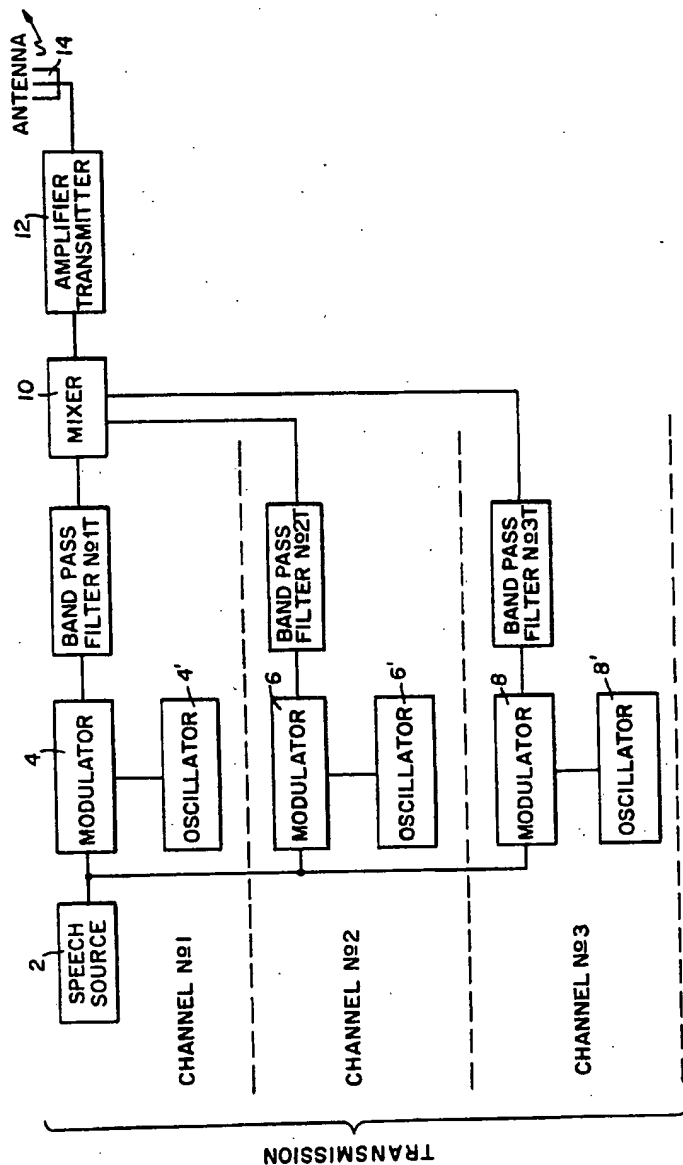 TRANSMISSION
2
SPEECH
SOURCE
4
MODULATOR
BAND PASS
FILTER №1T
10
MIXER
12
AMPLIFIER
TRANSMITTER
ANTENNA
14
OSCILLATOR
4'
CHANNEL №1
6
MODULATOR
BAND PASS
FILTER №2T
OSCILLATOR
6'
CHANNEL №2
8
MODULATOR
BAND PASS
FILTER №3T
OSCILLATOR
8'
CHANNEL №3